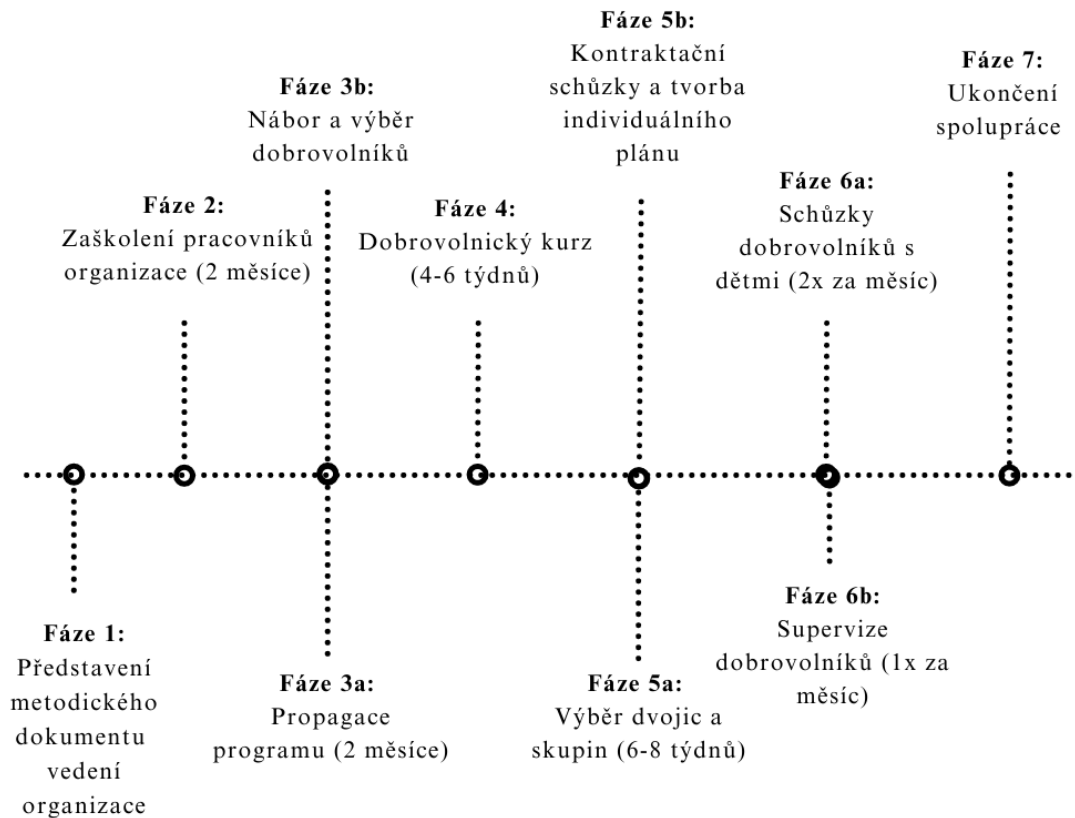 Fáze 1:
Představení
metodického
dokumentu
vedení
organizace
Fáze 2:
Zaškolení pracovníků
organizace (2 měsíce)
Fáze 3a:
Propagace
programu (2 měsíce)
Fáze 3b:
Nábor a výběr
dobrovolníků
Fáze 4:
Dobrovolnický kurz
(4-6 týdnů)
Fáze 5a:
Výběr dvojic a
skupin (6-8 týdnů)
Fáze 5b:
Kontraktační
schůzky a tvorba
individuálního
plánu
Fáze 6a:
Schůzky
dobrovolníků s
dětmi (2x za měsíc)
Fáze 6b:
Supervize
dobrovolníků (1x za
měsíc)
Fáze 7:
Ukončení
spolupráce